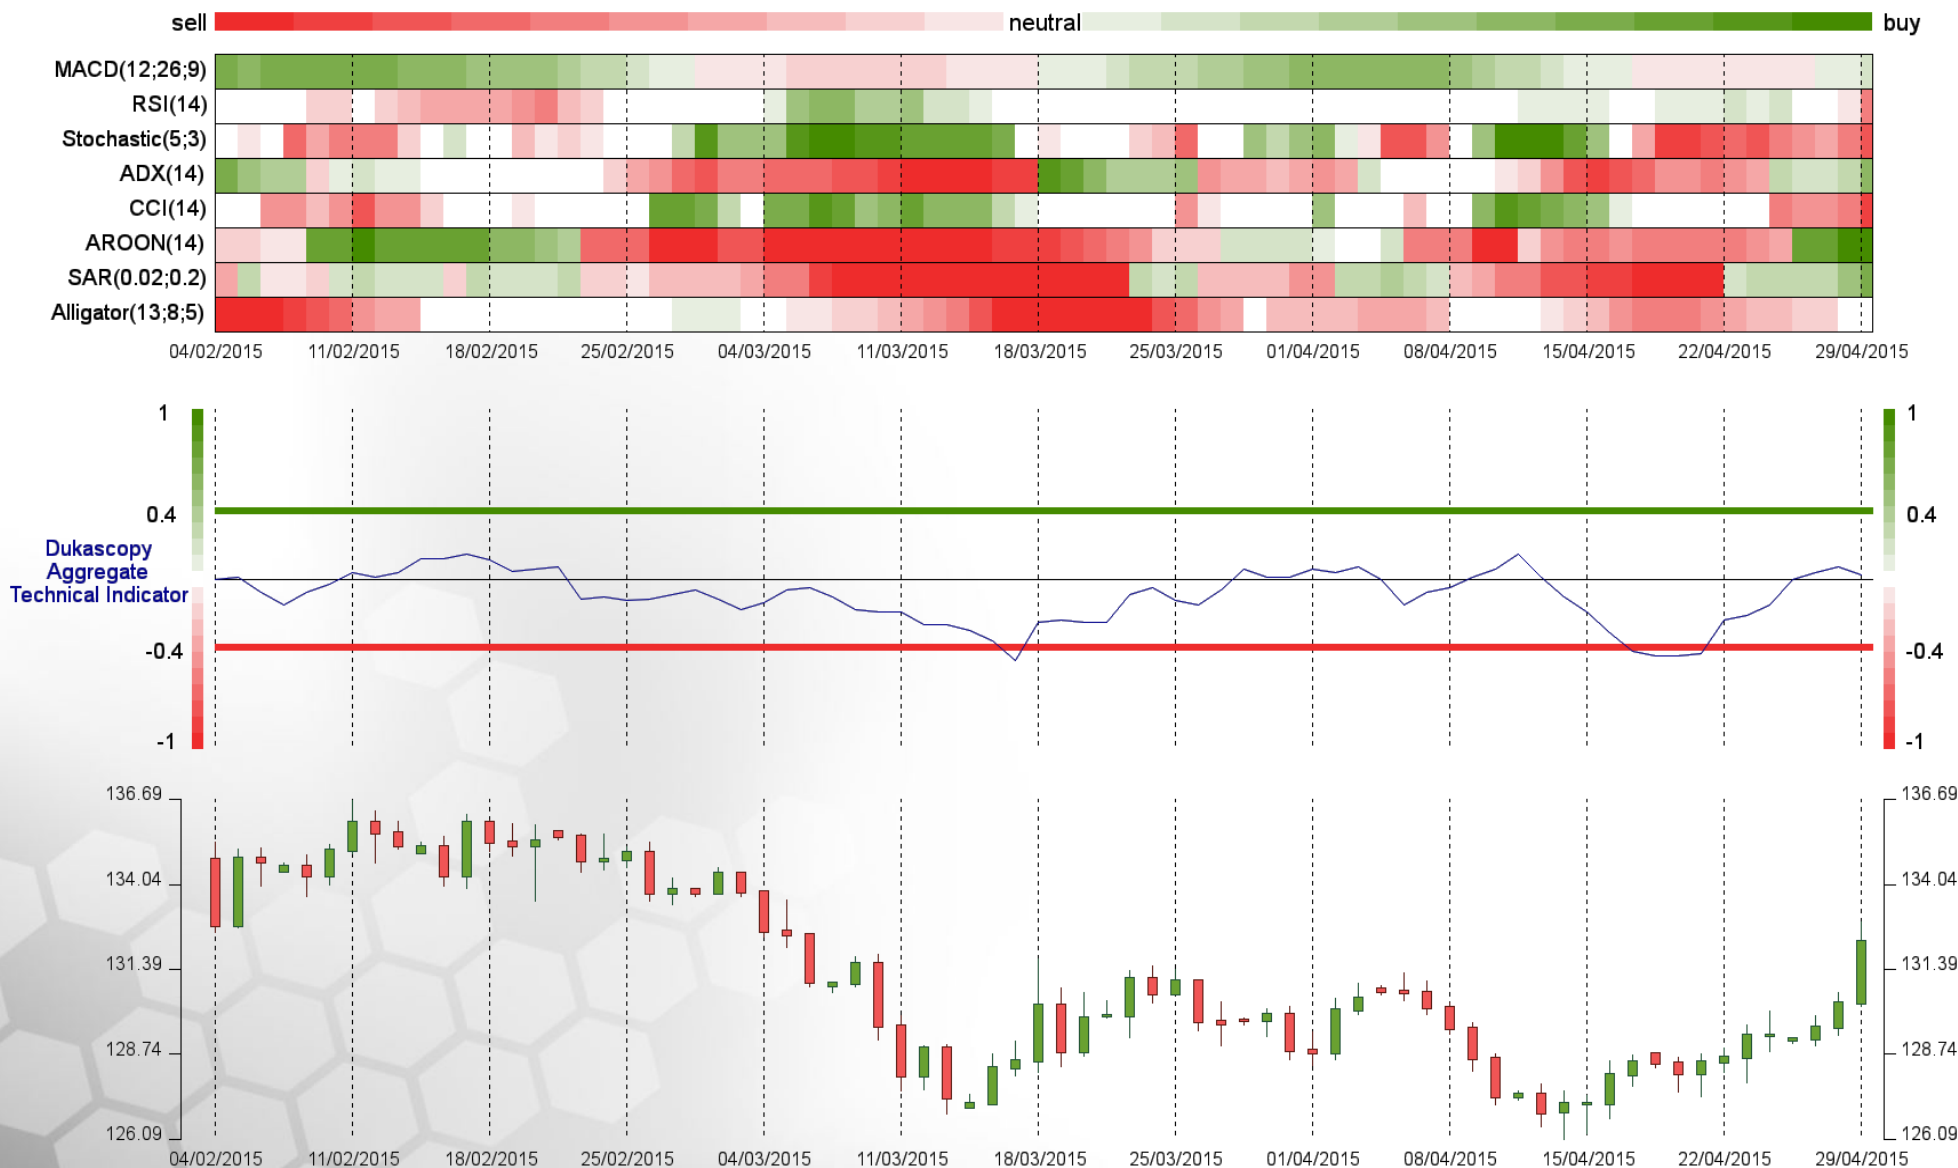 sell neutral buy
MACD(12;26;9)
RSI(14)
Stochastic(5;3)
ADX(14)
CCI(14)
AROON(14)
SAR(0.02;0.2)
Alligator(13;8;5)
04/02/2015 11/02/2015 18/02/2015 25/02/2015 04/03/2015 11/03/2015 18/03/2015 25/03/2015 01/04/2015 08/04/2015 15/04/2015 22/04/2015 29/04/2015
1 1
0.4 0.4
Dukascopy
Aggregate
Technical Indicator
-0.4 -0.4
-1 -1
136.69 136.69
134.04 134.04
131.39 131.39
128.74 128.74
126.09 126.09
04/02/2015 11/02/2015 18/02/2015 25/02/2015 04/03/2015 11/03/2015 18/03/2015 25/03/2015 01/04/2015 08/04/2015 15/04/2015 22/04/2015 29/04/2015